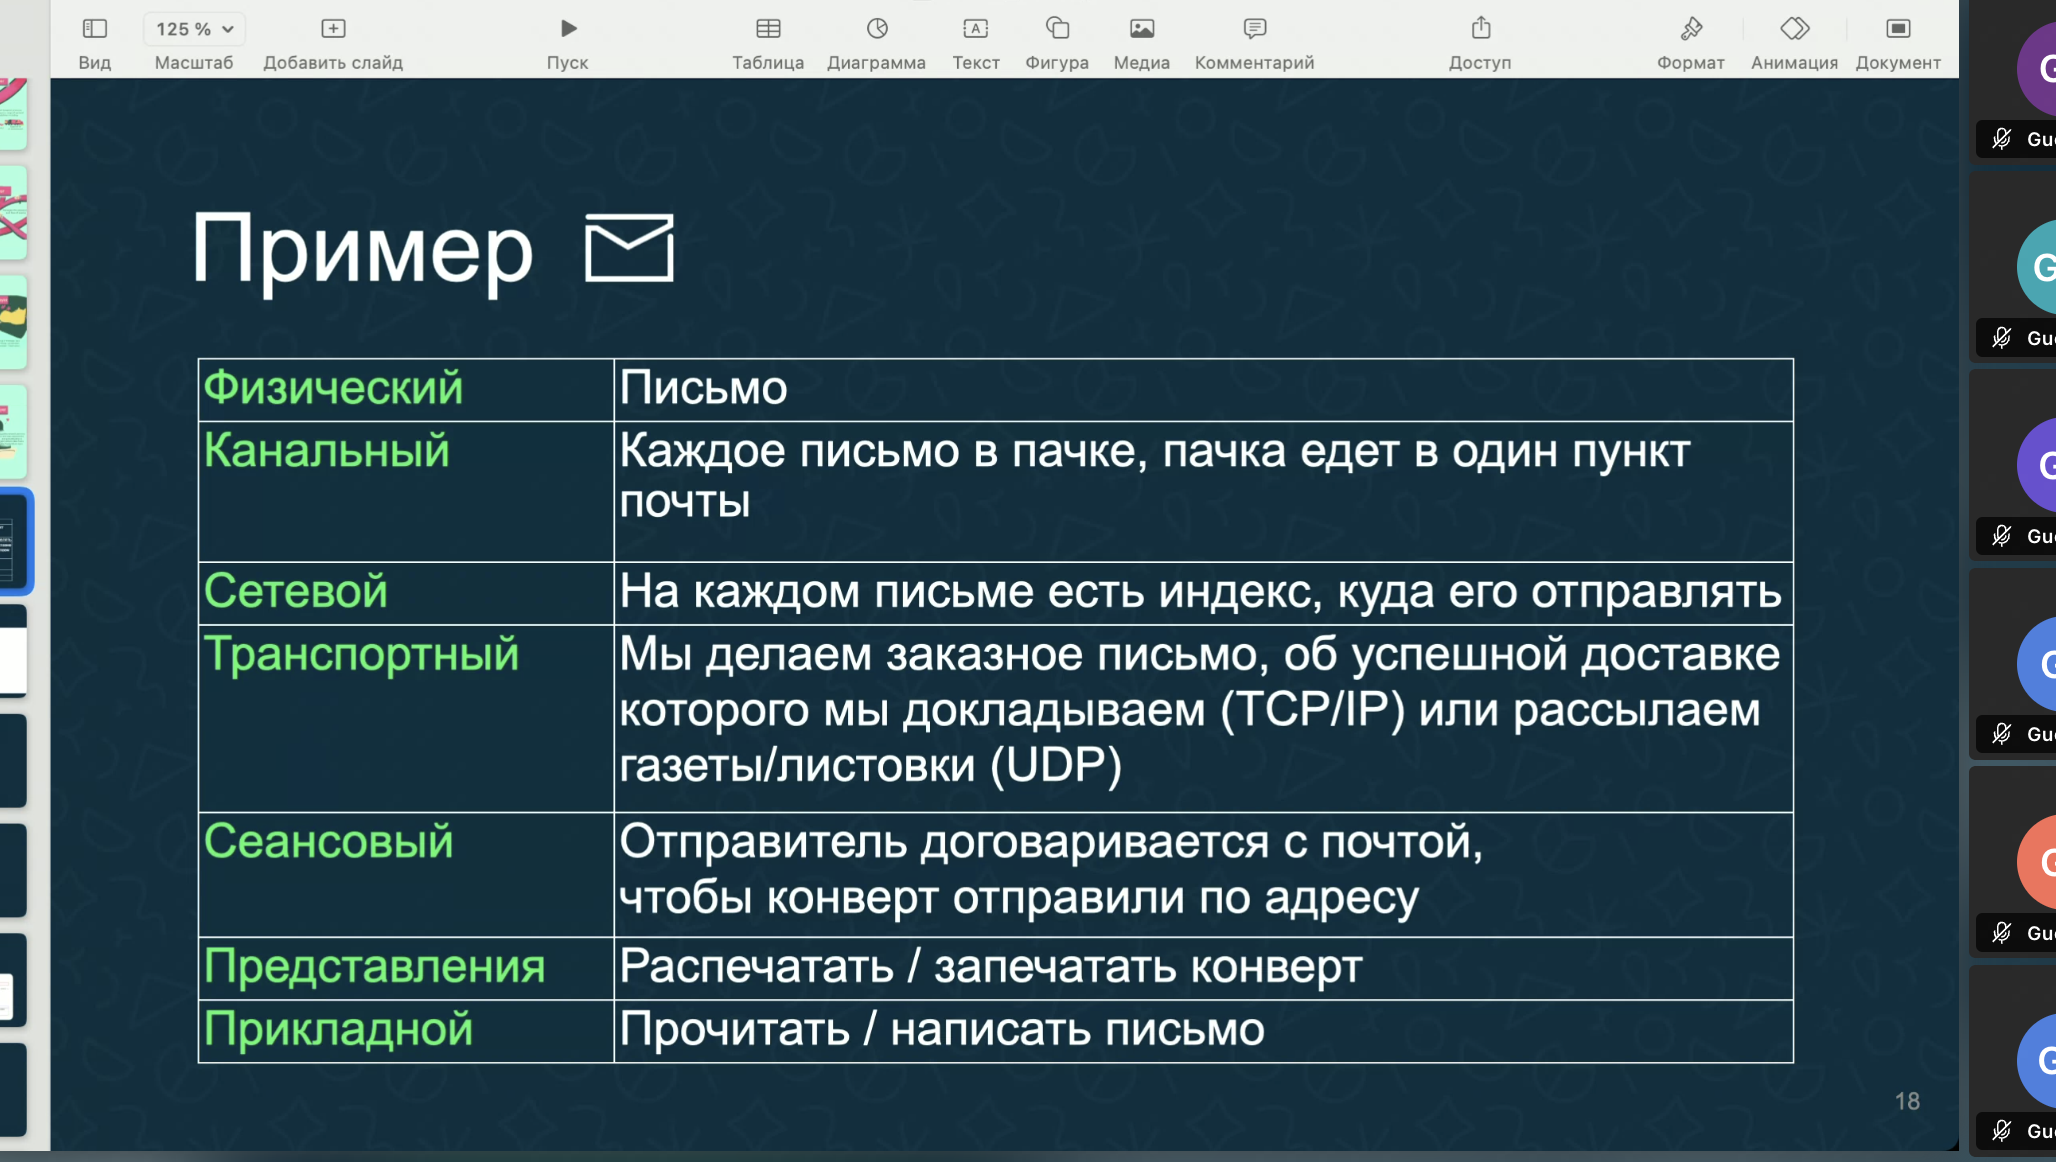 125 %
Вид
Масштаб
Добавить слайд
Пуск
Таблица
Диаграмма
Текст
Фигура
Медиа
Комментарий
Доступ
Формат
Анимация
Документ
Пример
Физический
Письмо
Канальный
Каждое письмо в пачке, пачка едет в один пункт
почты
Сетевой
На каждом письме есть индекс, куда его отправлять
Транспортный
Мы делаем заказное письмо, об успешной доставке
которого мы докладываем (TCP/IP) или рассылаем
газеты/листовки (UDP)
Сеансовый
Отправитель договаривается с почтой,
чтобы конверт отправили по адресу
Представления
Распечатать / запечатать конверт
Прикладной
Прочитать / написать письмо
18
G
Gu
G
Gu
G
Gu
G
Gu
G
Gu
G
Gu